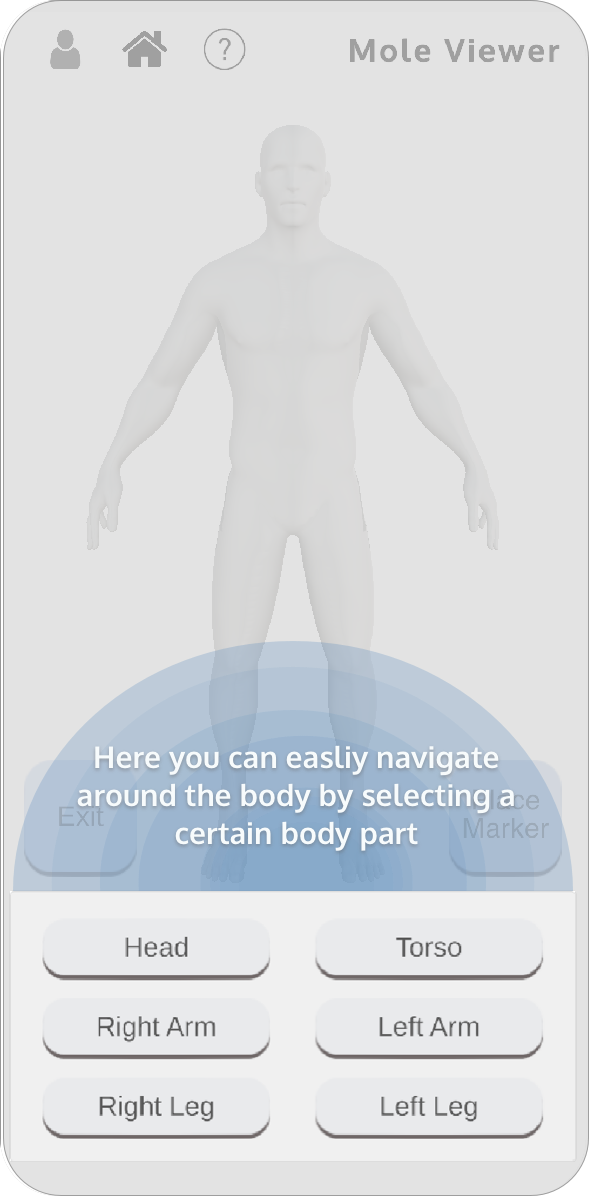 Mole Viewer
Here you can easliy navigate
around the body by selecting a
certain body part
Exit
Marker
Head
Torso
Right Arm
Left Arm
Right Leg
Left Leg